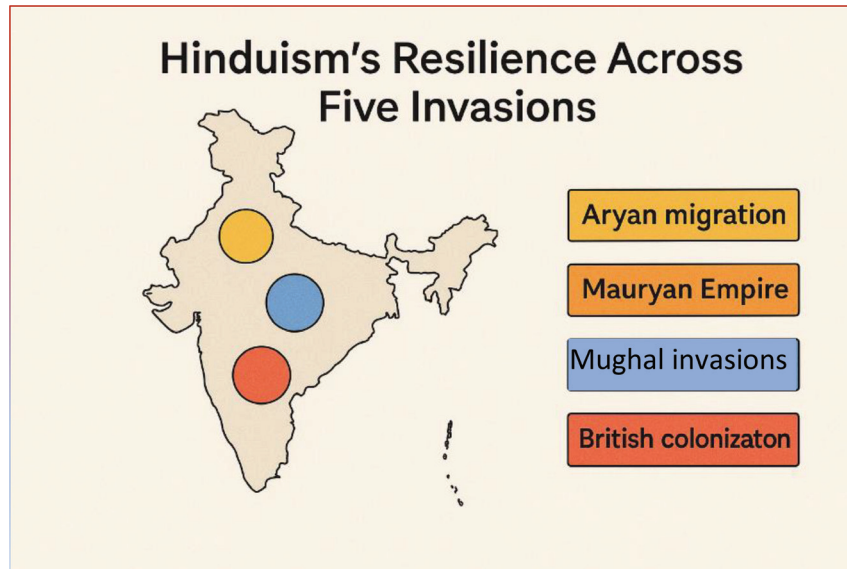 Hinduism's Resilience Across
Five Invasions
Aryan migration
Mauryan Empire
Mughal invasions
British colonizaton